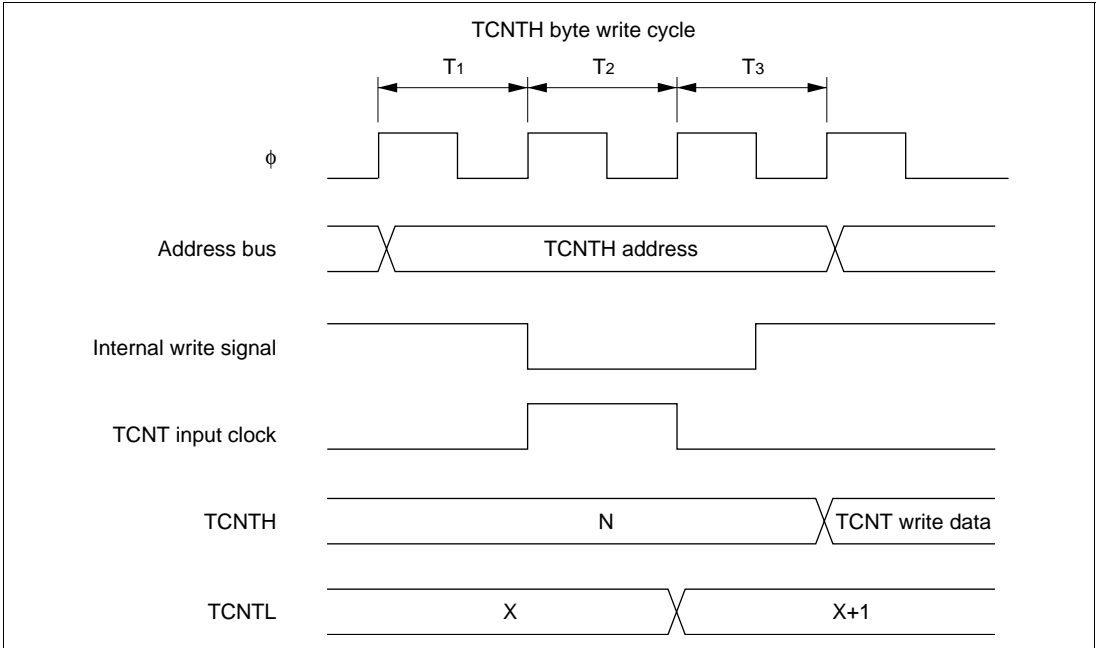 TCNTH byte write cycle
T1 T2 T3
ϕ
Address bus TCNTH address
Internal write signal
TCNT input clock
TCNTH N TCNT write data
TCNTL X X+1